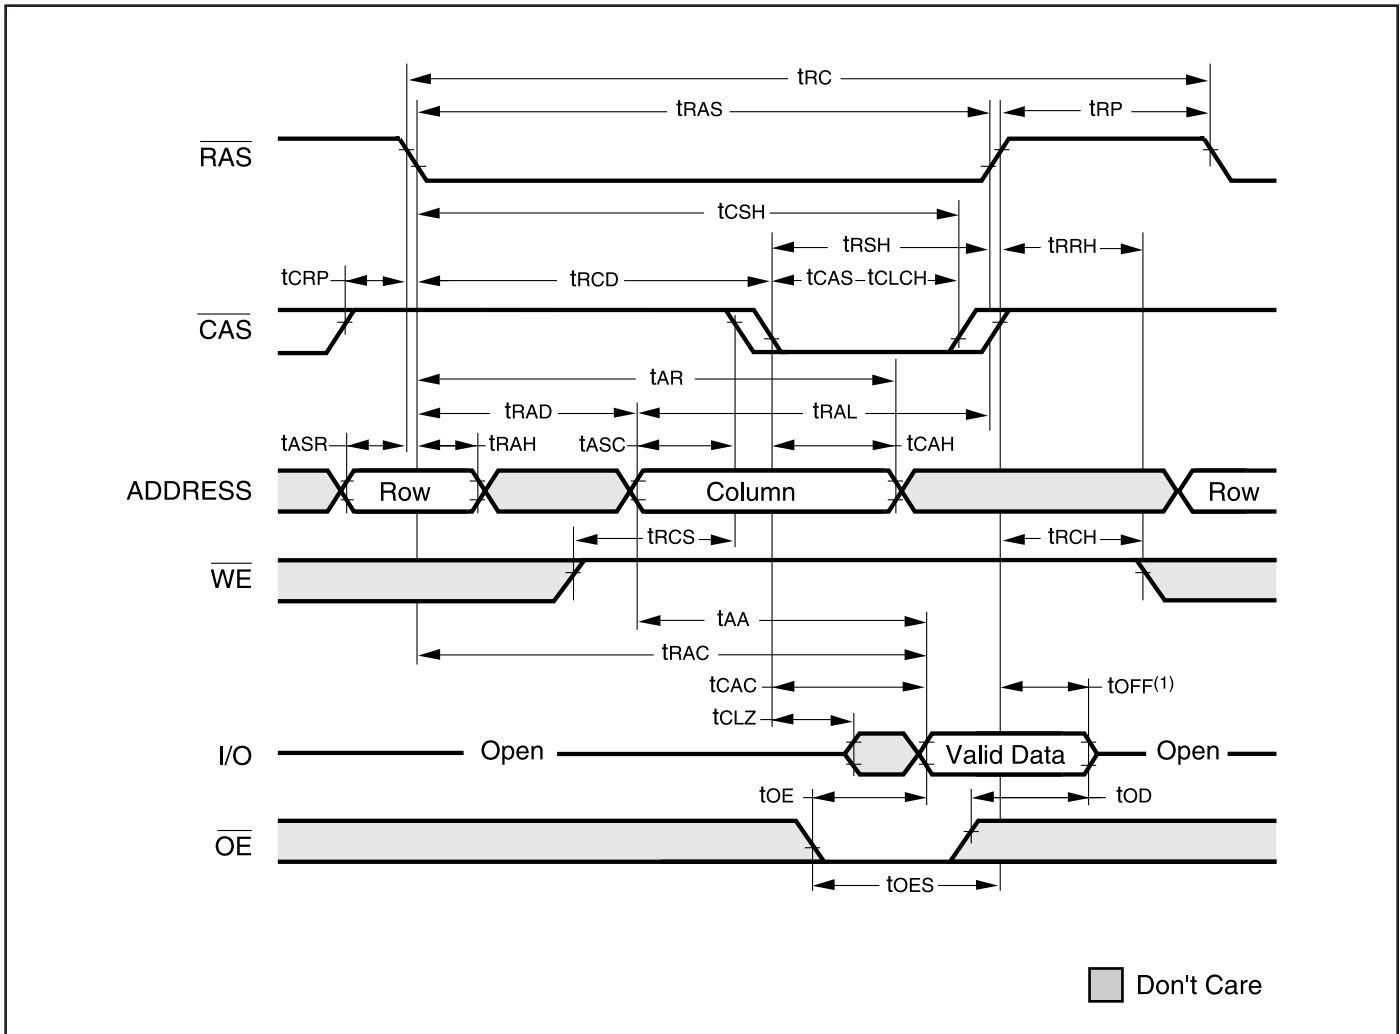 tRC
tRAS
tRP
RAS
tCSH
tRSH
tRRH
tCRP
tRCD
tCAS
tCLCH
CAS
tAR
tRAD
tRAL
tASR
tRAH
tASC
tCAH
ADDRESS
Row
Column
Row
tRCS
tRCH
WE
tAA
tRAC
tCAC
tOFF(1)
tCLZ
I/O
Open
Valid Data
Open
tOE
tOD
OE
tOES
Don't Care